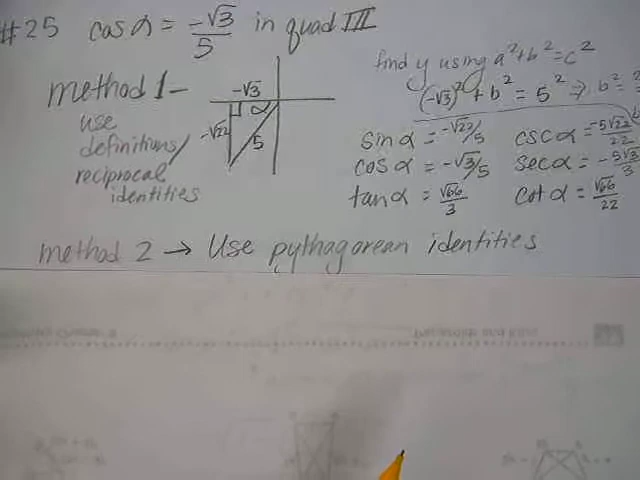 #25 cos α = -√3/5 in quad III
find y using a²+b²=c²
(-√3)² + b² = 5² ⇒ b² =
method 1-
use
definitions/
reciprocal
identities
-√3
α
-√22
5
sin α = -√22/5 csc α = -5√22/22
cos α = -√3/5 sec α = -5√3/3
tan α = √66/3 cot α = √66/22
method 2 → Use pythagorean identities